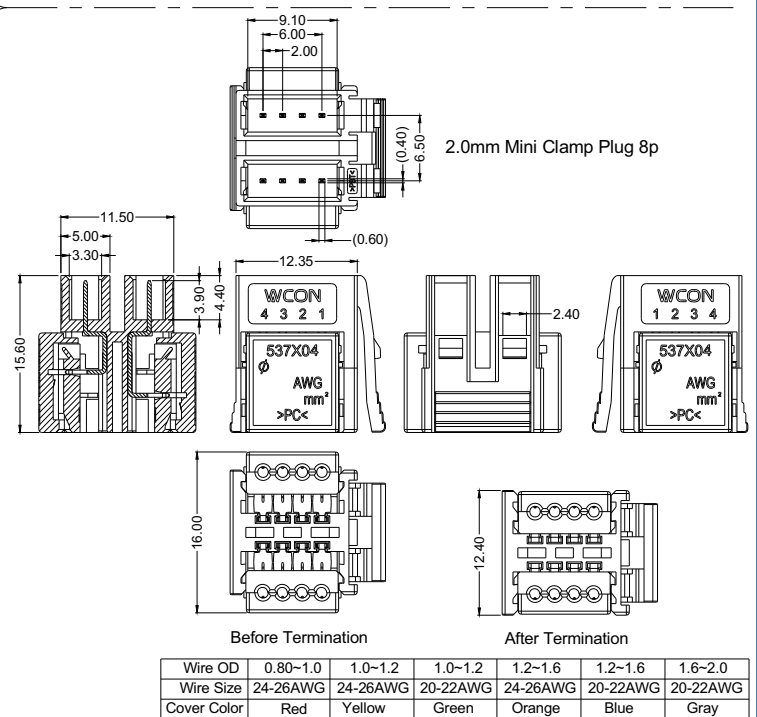 9.10
6.00
2.00
(0.40)
6.50
2.0mm Mini Clamp Plug 8p
>PBT<
(0.60)
11.50
5.00
3.30
3.90
4.40
15.60
12.35
WCON
4 3 2 1
537X04
Ø
AWG
mm²
>PC<
2.40
WCON
1 2 3 4
537X04
Ø
AWG
mm²
>PC<
16.00
12.40
Before Termination
After Termination
Wire OD 0.80~1.0 1.0~1.2 1.0~1.2 1.2~1.6 1.2~1.6 1.6~2.0
Wire Size 24-26AWG 24-26AWG 20-22AWG 24-26AWG 20-22AWG 20-22AWG
Cover Color Red Yellow Green Orange Blue Gray